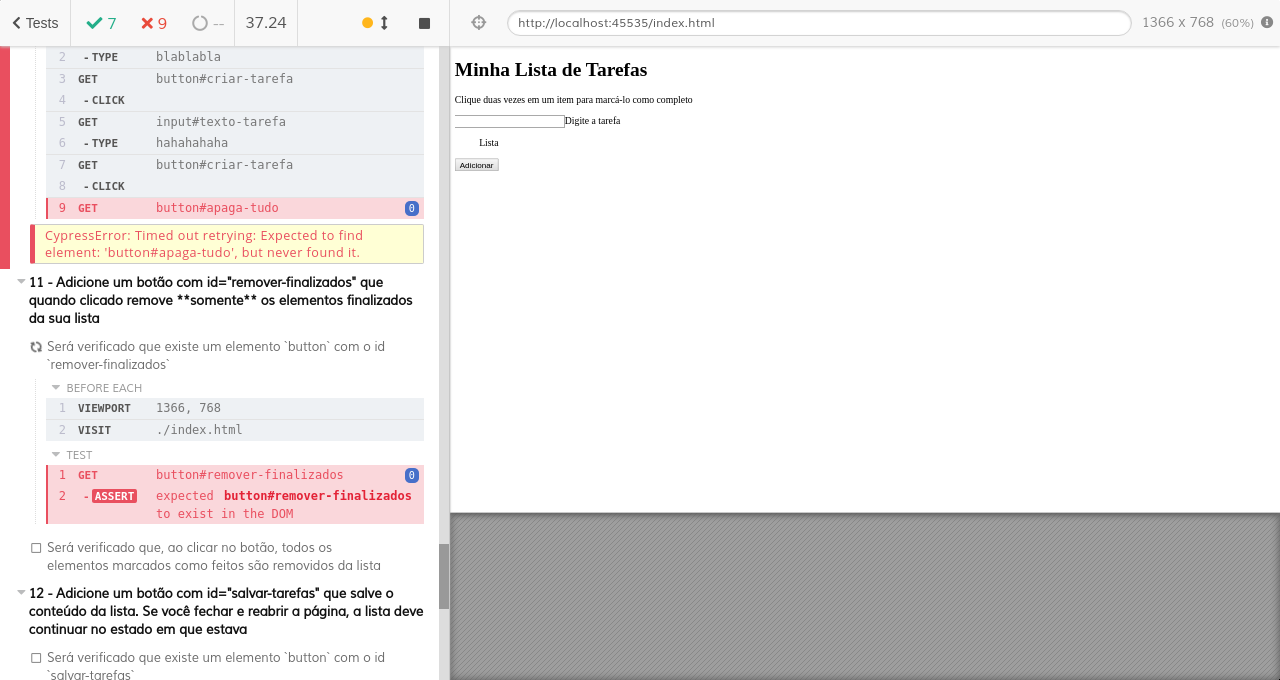 Tests 7 9 -- 37.24
2 - TYPE blablabla
3 GET button#criar-tarefa
4 - CLICK
5 GET input#texto-tarefa
6 - TYPE hahahahaha
7 GET button#criar-tarefa
8 - CLICK
9 GET button#apaga-tudo 0
CypressError: Timed out retrying: Expected to find
element: 'button#apaga-tudo', but never found it.
11 - Adicione um botão com id="remover-finalizados" que
quando clicado remove **somente** os elementos finalizados
da sua lista
Será verificado que existe um elemento `button` com o id
`remover-finalizados`
BEFORE EACH
1 VIEWPORT 1366, 768
2 VISIT ./index.html
TEST
1 GET button#remover-finalizados 0
2 - ASSERT expected button#remover-finalizados
to exist in the DOM
Será verificado que, ao clicar no botão, todos os
elementos marcados como feitos são removidos da lista
12 - Adicione um botão com id="salvar-tarefas" que salve o
conteúdo da lista. Se você fechar e reabrir a página, a lista deve
continuar no estado em que estava
Será verificado que existe um elemento `button` com o id
`salvar-tarefas`
http://localhost:45535/index.html
1366 x 768 (60%)
Minha Lista de Tarefas
Clique duas vezes em um item para marcá-lo como completo
Digite a tarefa
Lista
Adicionar